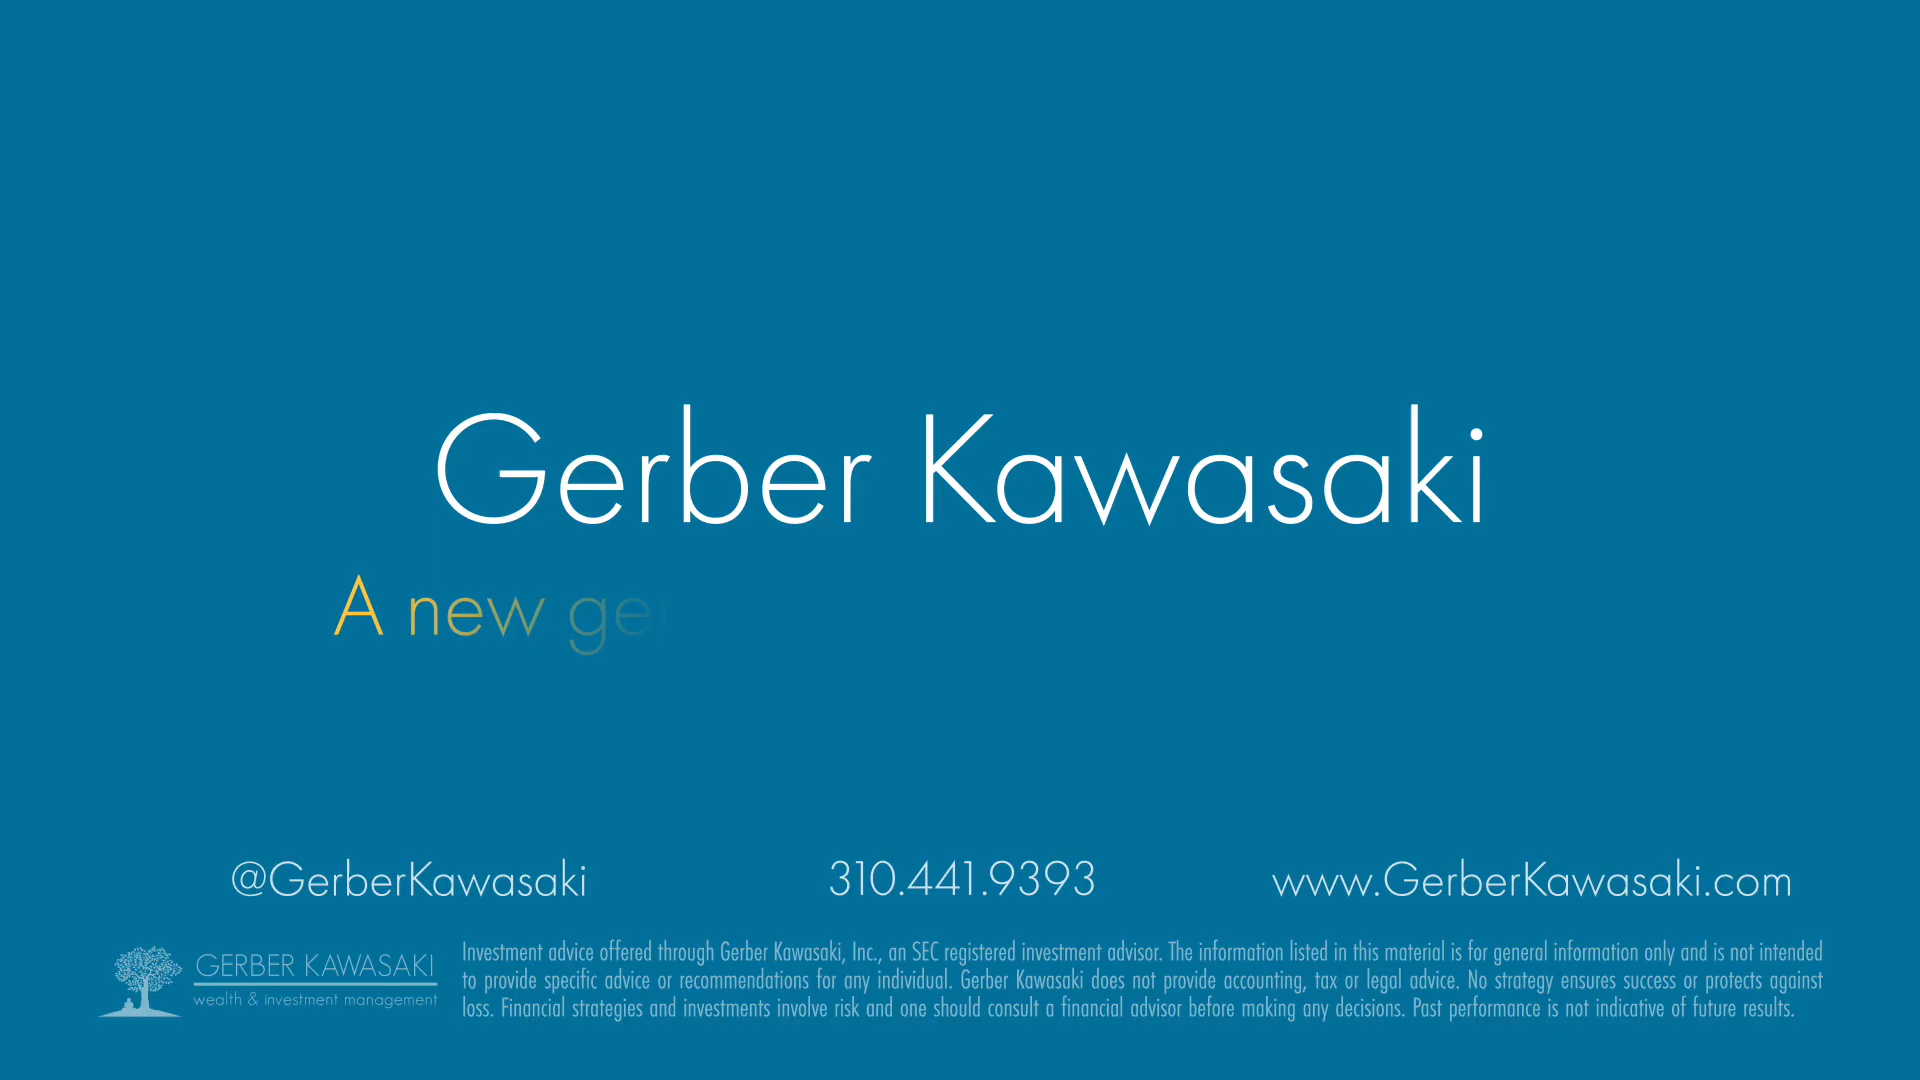 Gerber Kawasaki
A new ge
@GerberKawasaki
310.441.9393
www.GerberKawasaki.com
GERBER KAWASAKI
wealth & investment management
Investment advice offered through Gerber Kawasaki, Inc., an SEC registered investment advisor. The information listed in this material is for general information only and is not intended
to provide specific advice or recommendations for any individual. Gerber Kawasaki does not provide accounting, tax or legal advice. No strategy ensures success or protects against
loss. Financial strategies and investments involve risk and one should consult a financial advisor before making any decisions. Past performance is not indicative of future results.